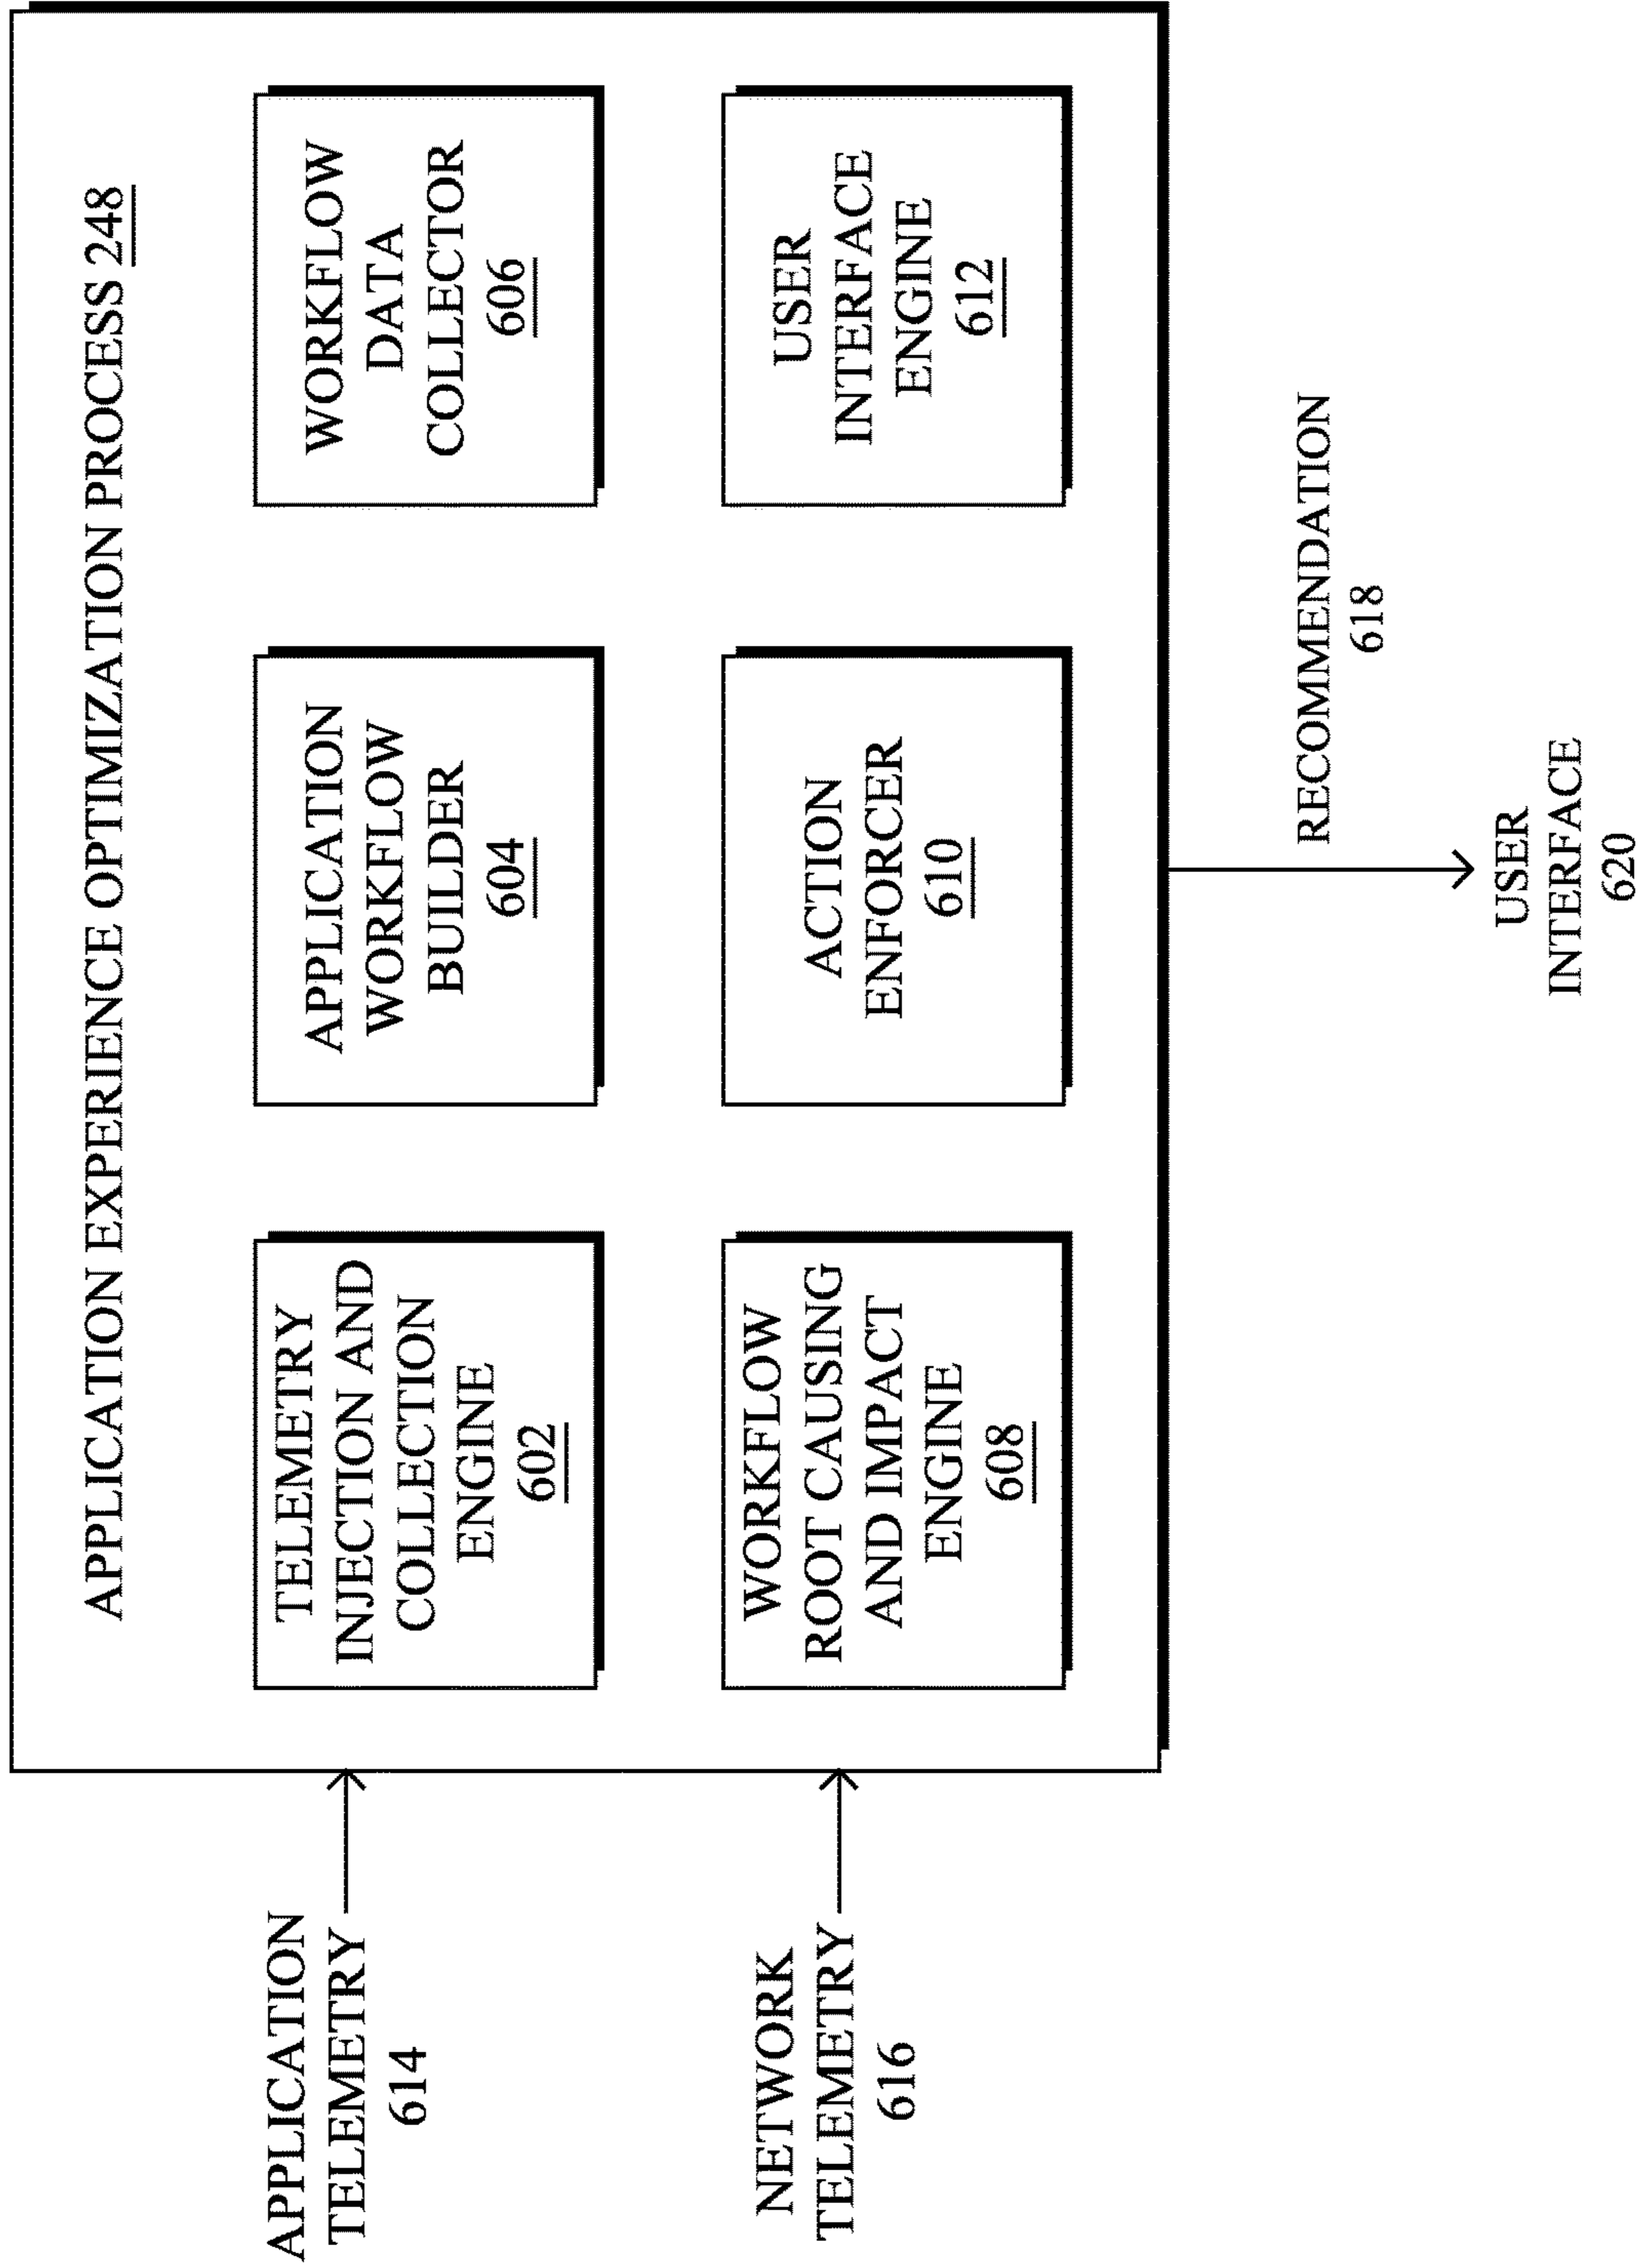 APPLICATION EXPERIENCE OPTIMIZATION PROCESS 248
APPLICATION
TELEMETRY
614
NETWORK
TELEMETRY
616
TELEMETRY
INJECTION AND
COLLECTION
ENGINE
602
APPLICATION
WORKFLOW
BUILDER
604
WORKFLOW
DATA
COLLECTOR
606
WORKFLOW
ROOT CAUSING
AND IMPACT
ENGINE
608
ACTION
ENFORCER
610
USER
INTERFACE
ENGINE
612
RECOMMENDATION
618
USER
INTERFACE
620